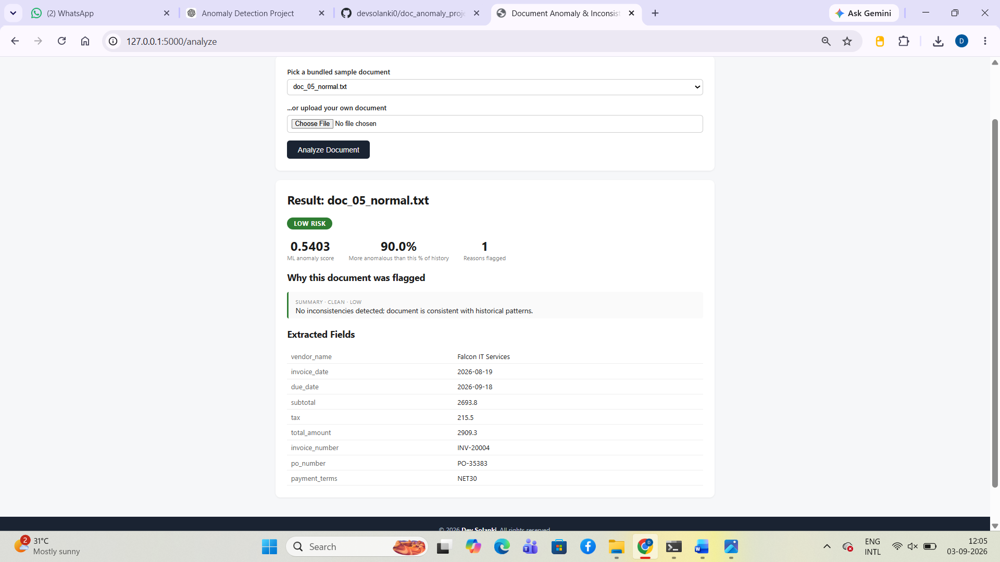 (2) WhatsApp
Anomaly Detection Project
devsolanki0/doc_anomaly_proje
Document Anomaly & Inconsist
Ask Gemini
127.0.0.1:5000/analyze
D
Pick a bundled sample document
doc_05_normal.txt
...or upload your own document
Choose File No file chosen
Analyze Document
Result: doc_05_normal.txt
LOW RISK
0.5403 90.0% 1
ML anomaly score More anomalous than this % of history Reasons flagged
Why this document was flagged
SUMMARY · CLEAN · LOW
No inconsistencies detected; document is consistent with historical patterns.
Extracted Fields
vendor_name Falcon IT Services
invoice_date 2026-08-19
due_date 2026-09-18
subtotal 2693.8
tax 215.5
total_amount 2909.3
invoice_number INV-20004
po_number PO-35383
payment_terms NET30
© 2026 Dev Solanki. All rights reserved.
2
31°C
Mostly sunny
Search
ENG
INTL
12:05
03-09-2026